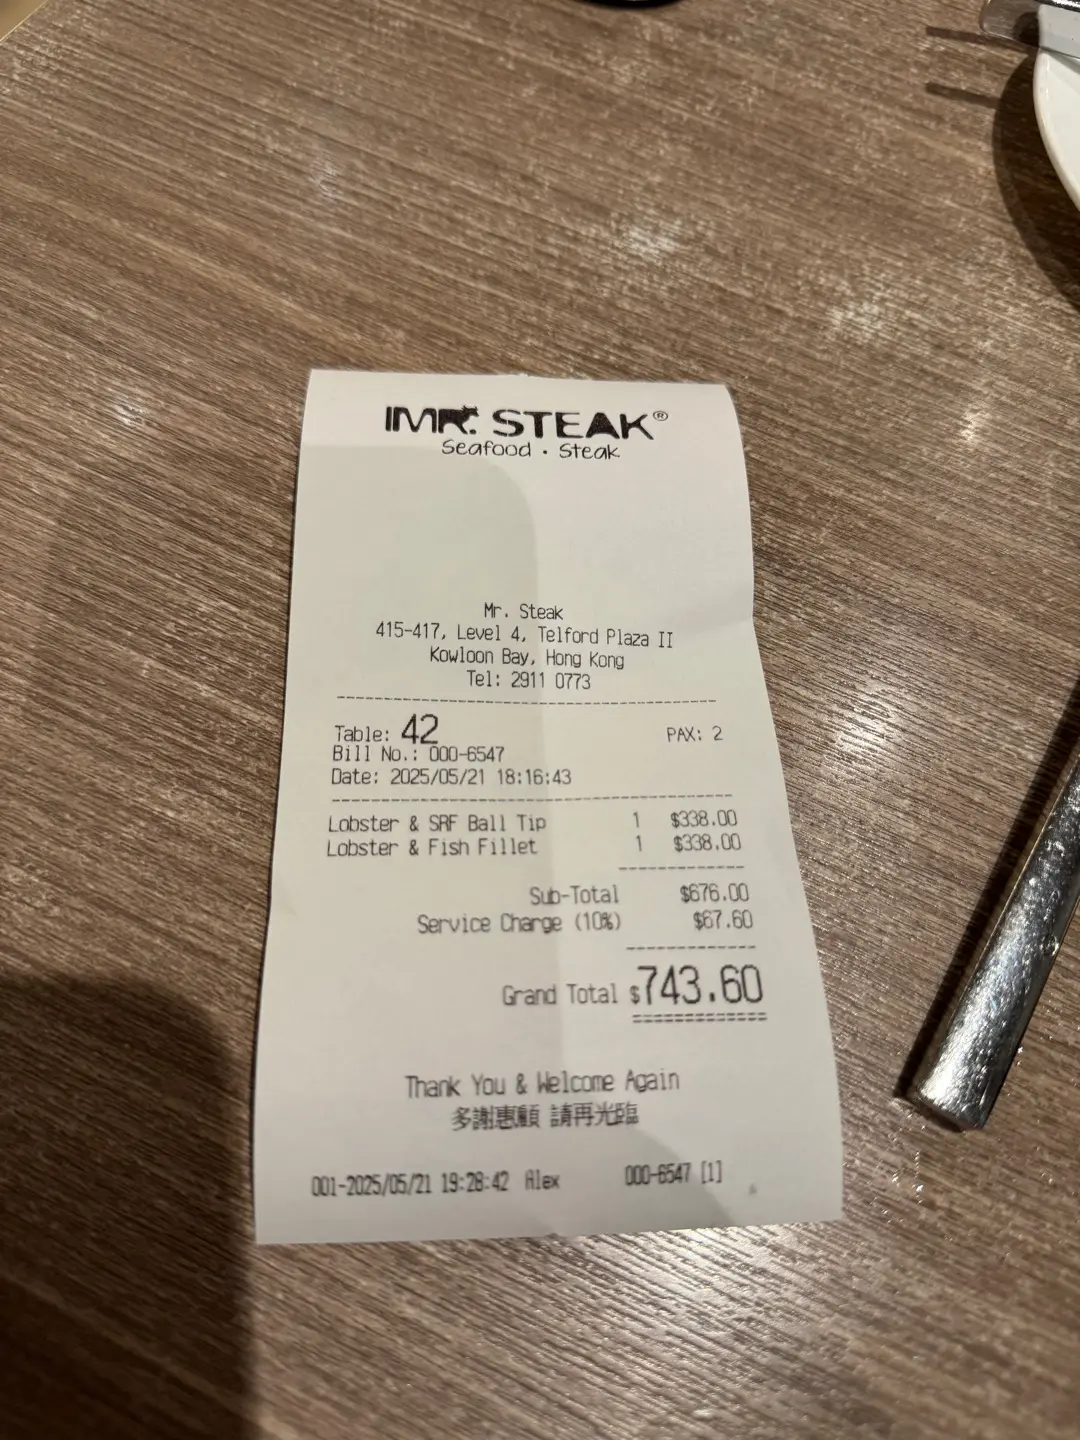 MR. STEAK®
Seafood · Steak
Mr. Steak
415-417, Level 4, Telford Plaza II
Kowloon Bay, Hong Kong
Tel: 2911 0773
Table: 42 PAX: 2
Bill No.: 000-6547
Date: 2025/05/21 18:16:43
Lobster & SRF Ball Tip 1 $338.00
Lobster & Fish Fillet 1 $338.00
Sub-Total $676.00
Service Charge (10%) $67.60
Grand Total $743.60
Thank You & Welcome Again
多謝惠顧 請再光臨
001-2025/05/21 19:28:42 Alex 000-6547 [1]